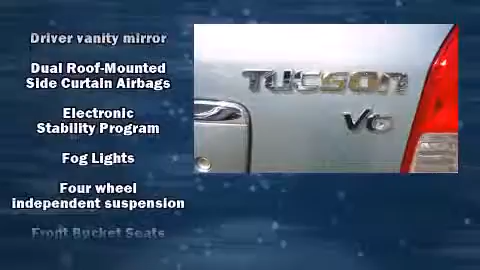 Driver vanity mirror
Dual Roof-Mounted
Side Curtain Airbags
Electronic
Stability Program
Fog Lights
Four wheel
independent suspension
Front Bucket Seats
TUCSON
V6